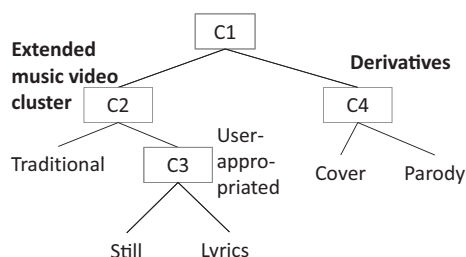 C1
Extended
music video
cluster
Derivatives
C2
C4
Traditional
C3
User-
appro-
priated
Cover
Parody
Still
Lyrics